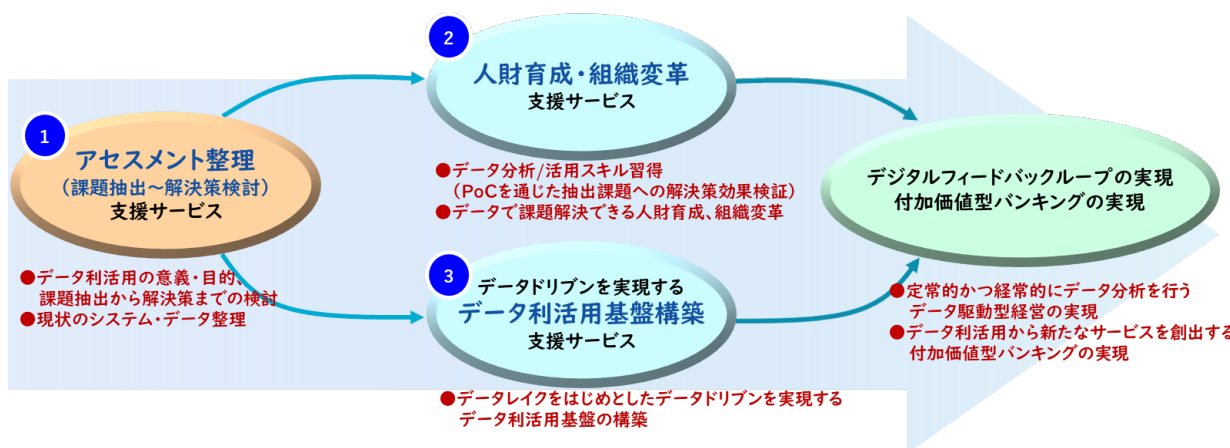 1
アセスメント整理
(課題抽出~解決策検討)
支援サービス
●データ利活用の意義・目的、
課題抽出から解決策までの検討
●現状のシステム・データ整理
2
人財育成・組織変革
支援サービス
●データ分析/活用スキル習得
(PoCを通じた抽出課題への解決策効果検証)
●データで課題解決できる人財育成、組織変革
3
データドリブンを実現する
データ利活用基盤構築
支援サービス
●データレイクをはじめとしたデータドリブンを実現する
データ利活用基盤の構築
デジタルフィードバックループの実現
付加価値型バンキングの実現
●定常的かつ経常的にデータ分析を行う
データ駆動型経営の実現
●データ利活用から新たなサービスを創出する
付加価値型バンキングの実現